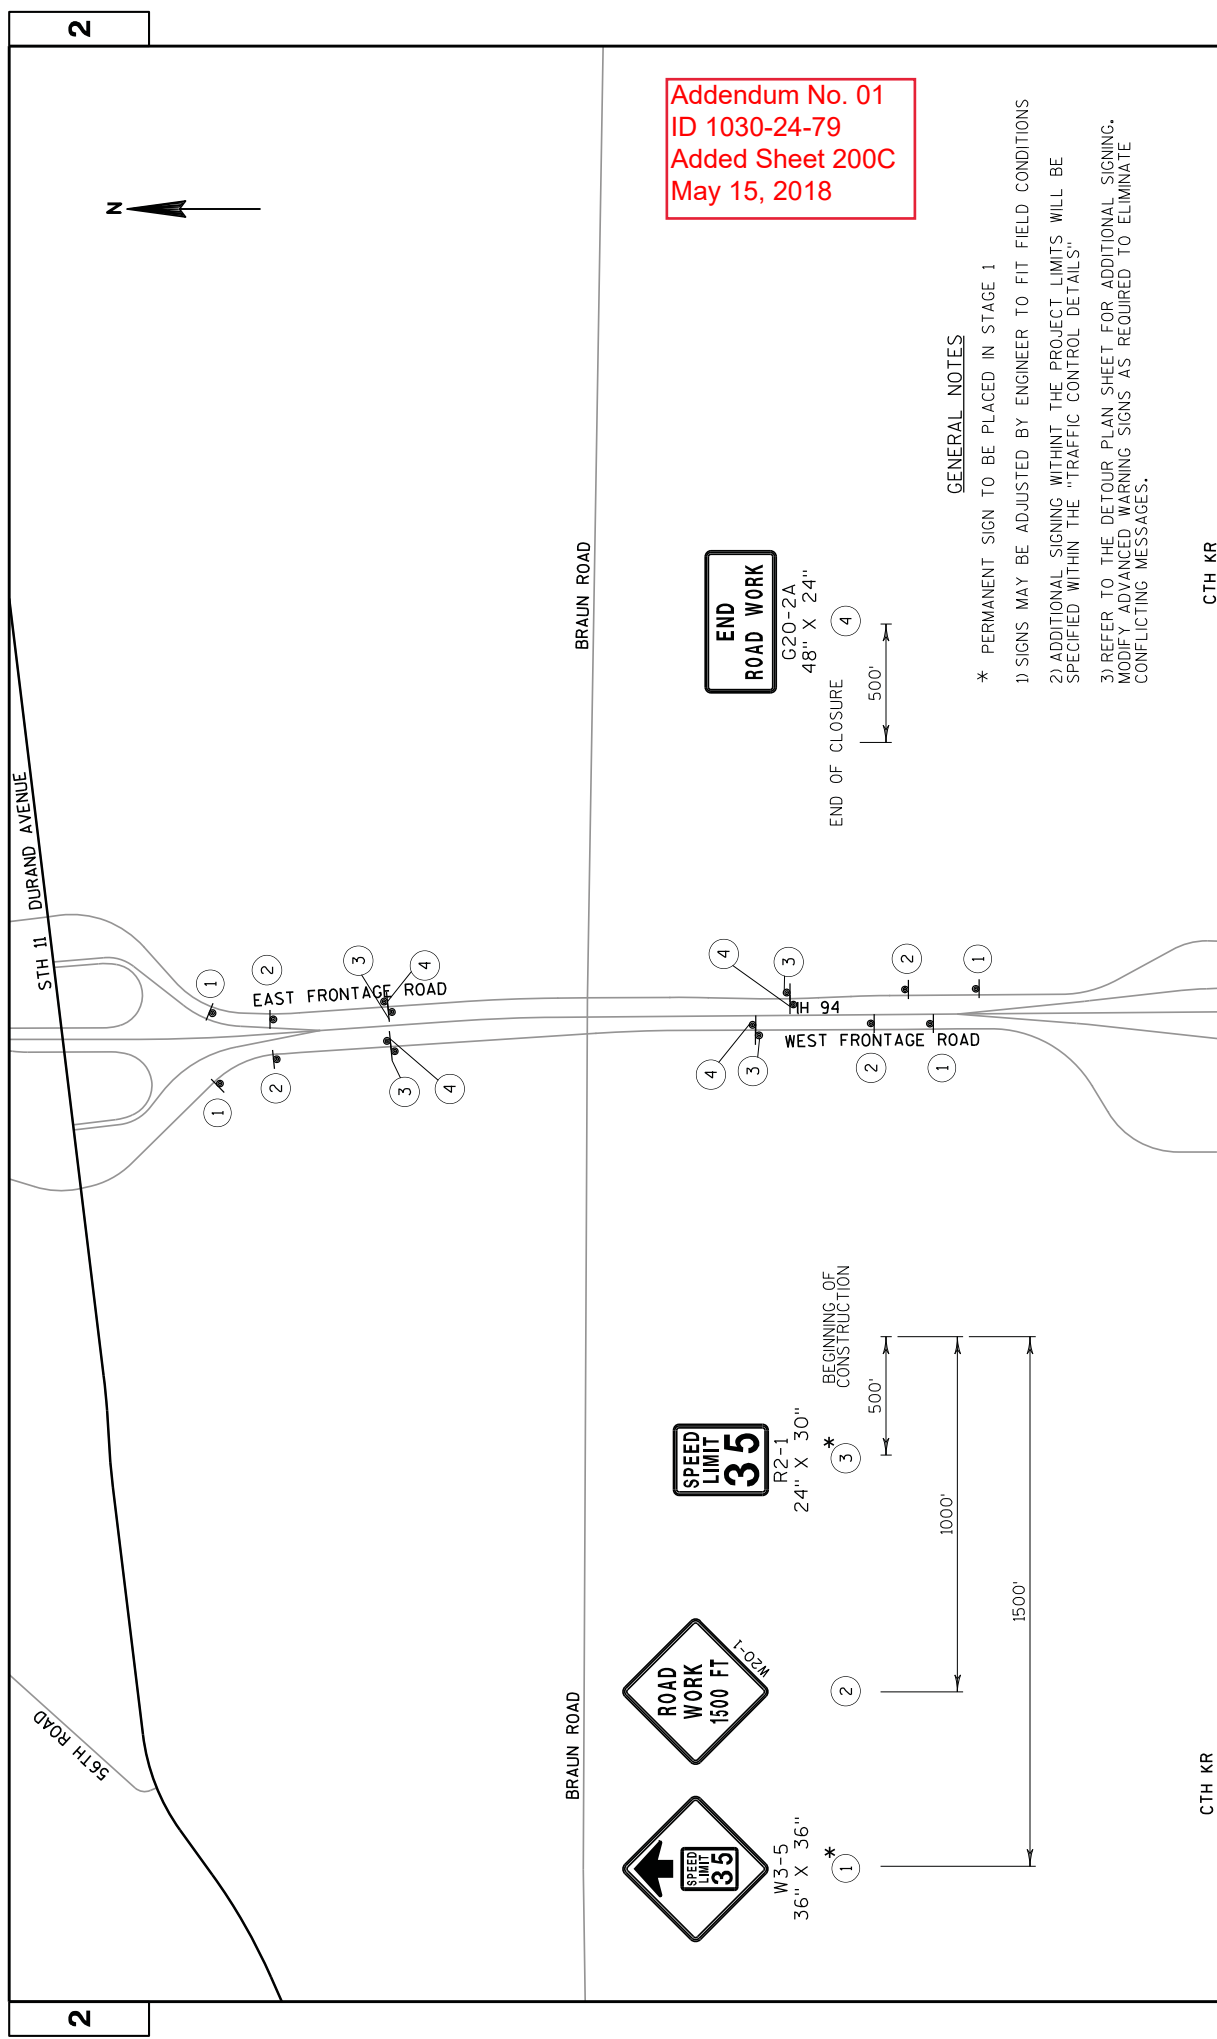 2
Addendum No. 01
ID 1030-24-79
Added Sheet 200C
May 15, 2018
N
STH 11 DURAND AVENUE
56TH ROAD
EAST FRONTAGE ROAD
WEST FRONTAGE ROAD
IH 94
BRAUN ROAD
BRAUN ROAD
CTH KR
CTH KR
1
2
3
4
1
2
3
4
4
3
2
1
4
3
2
1
SPEED
LIMIT
35
W3-5
36" X 36"
*
1
ROAD
WORK
1500 FT
W20-1
2
SPEED
LIMIT
35
R2-1
24" X 30"
*
3
BEGINNING OF
CONSTRUCTION
500'
1000'
1500'
END
ROAD WORK
G20-2A
48" X 24"
4
END OF CLOSURE
500'
GENERAL NOTES
* PERMANENT SIGN TO BE PLACED IN STAGE 1
1) SIGNS MAY BE ADJUSTED BY ENGINEER TO FIT FIELD CONDITIONS
2) ADDITIONAL SIGNING WITHINT THE PROJECT LIMITS WILL BE
SPECIFIED WITHIN THE "TRAFFIC CONTROL DETAILS"
3) REFER TO THE DETOUR PLAN SHEET FOR ADDITIONAL SIGNING.
MODIFY ADVANCED WARNING SIGNS AS REQUIRED TO ELIMINATE
CONFLICTING MESSAGES.
2